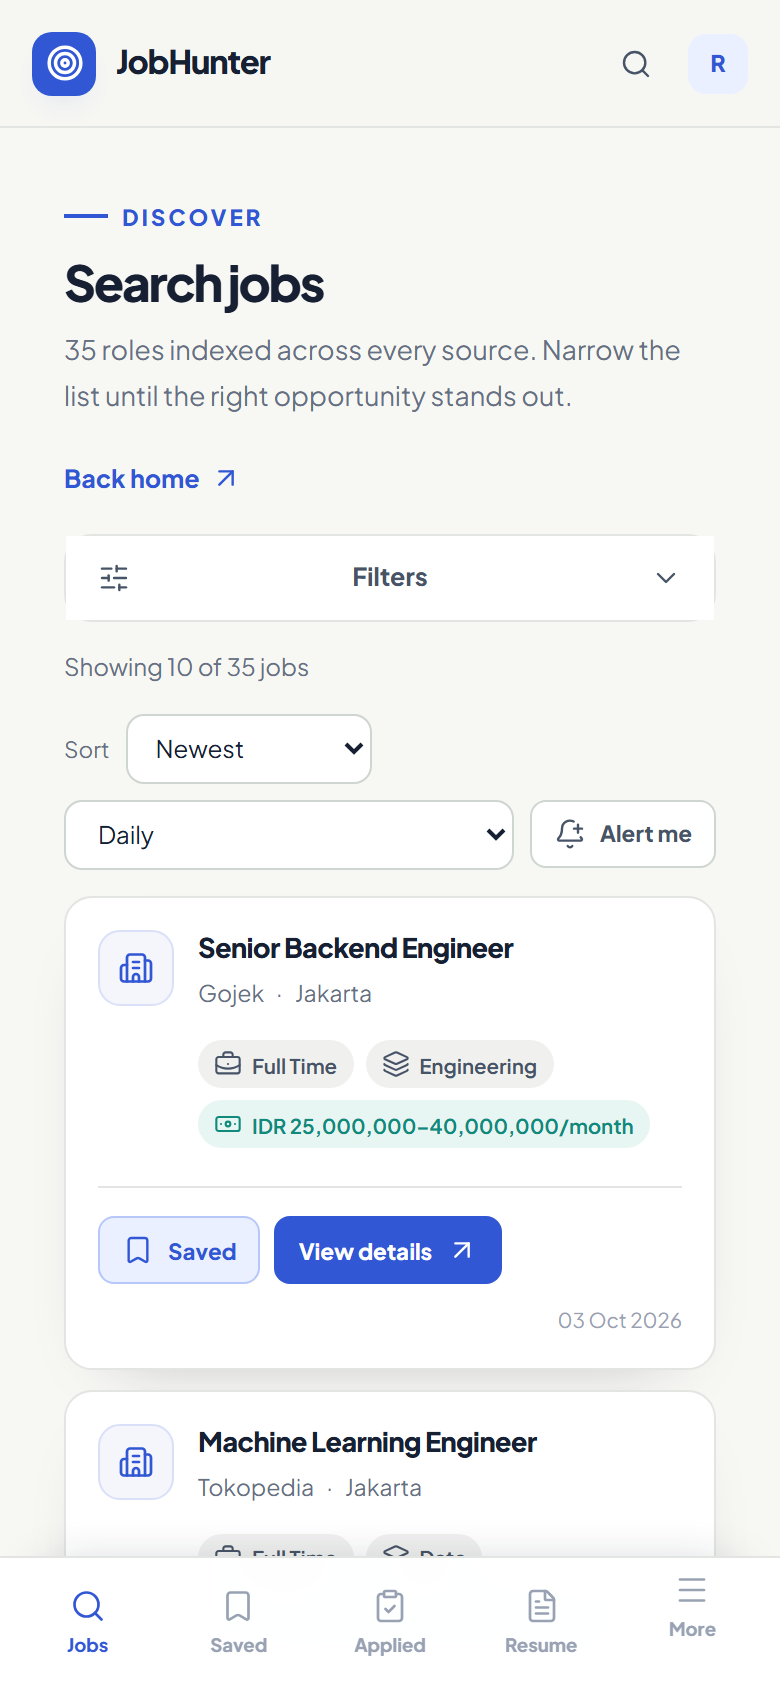 JobHunter
R
DISCOVER
Search jobs
35 roles indexed across every source. Narrow the
list until the right opportunity stands out.
Back home
Filters
Showing 10 of 35 jobs
Sort
Newest
Daily
Alert me
Senior Backend Engineer
Gojek · Jakarta
Full Time
Engineering
IDR 25,000,000–40,000,000/month
Saved
View details
03 Oct 2026
Machine Learning Engineer
Tokopedia · Jakarta
Full Time
Data
Jobs
Saved
Applied
Resume
More